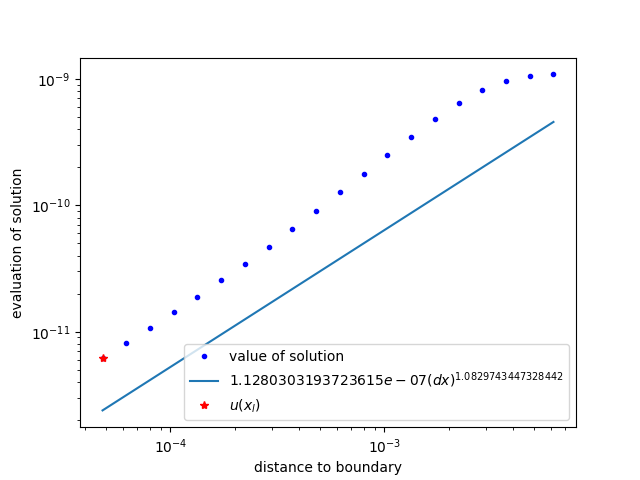 10^{-9}
10^{-10}
10^{-11}
evaluation of solution
value of solution
1.1280303193723615e − 07(dx)^{1.0829743447328442}
u(x_l)
10^{-4} 10^{-3}
distance to boundary